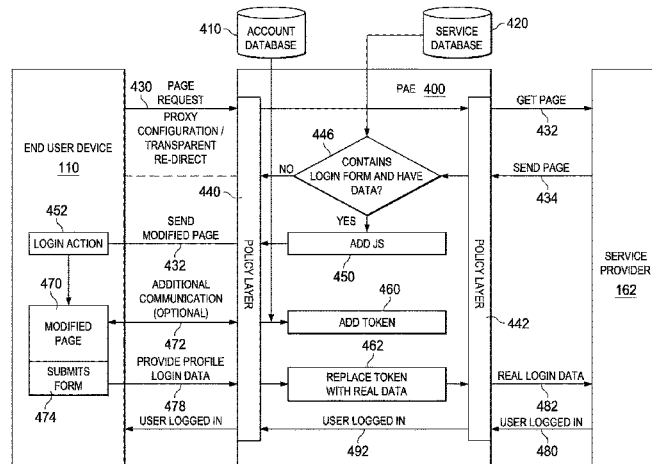 410
ACCOUNT
DATABASE
SERVICE
DATABASE
420
430
PAGE
REQUEST
PAE 400
GET PAGE
432
PROXY
CONFIGURATION /
TRANSPARENT
RE-DIRECT
END USER DEVICE
110
446
CONTAINS
LOGIN FORM AND HAVE
DATA?
NO
YES
440
SEND PAGE
434
452
LOGIN ACTION
SEND
MODIFIED PAGE
432
ADD JS
450
POLICY LAYER
POLICY LAYER
442
SERVICE
PROVIDER
162
470
MODIFIED
PAGE
ADDITIONAL
COMMUNICATION
(OPTIONAL)
472
460
ADD TOKEN
462
SUBMITS
FORM
474
PROVIDE PROFILE
LOGIN DATA
478
REPLACE TOKEN
WITH REAL DATA
REAL LOGIN DATA
482
USER LOGGED IN
USER LOGGED IN
492
USER LOGGED IN
480